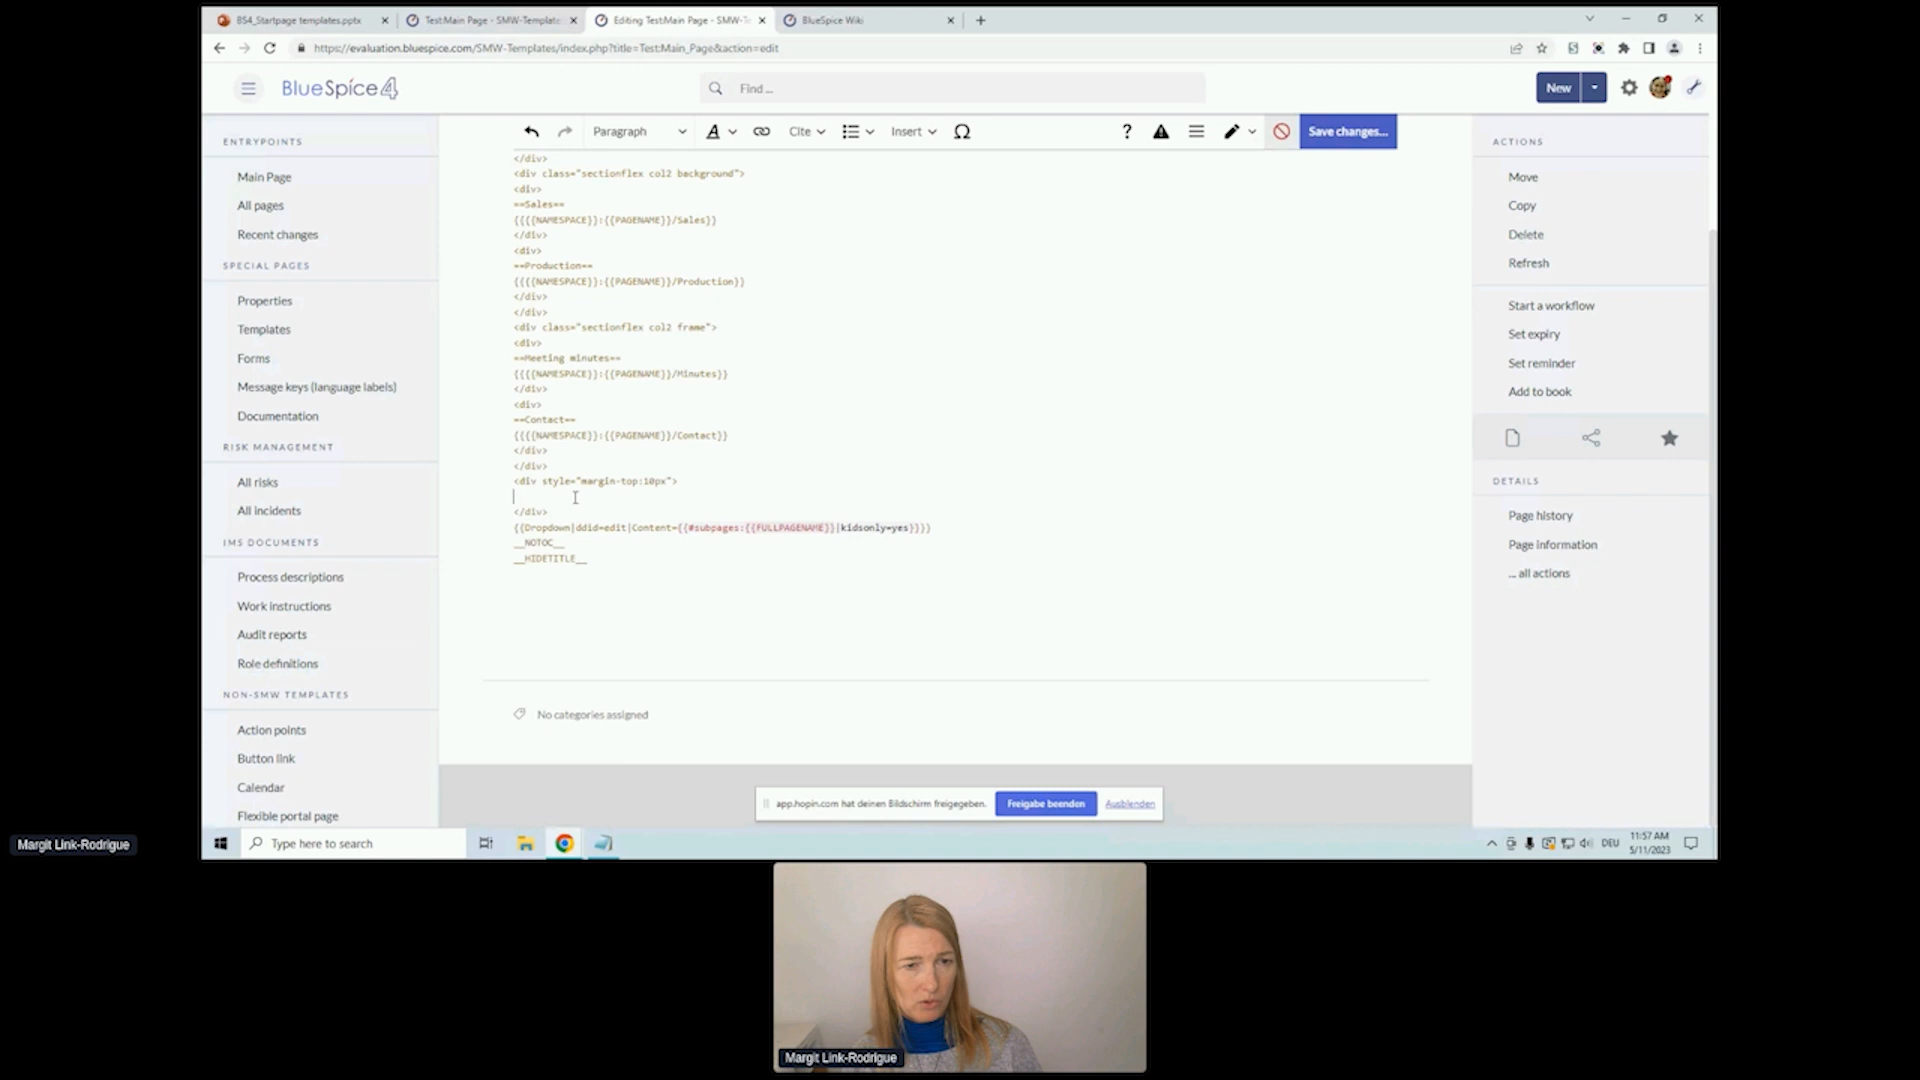 BS4_Startpage templates.pptx
Test:Main Page - SMW-Template
Editing Test:Main Page - SMW-T
BlueSpice Wiki
https://evaluation.bluespice.com/SMW-Templates/index.php?title=Test:Main_Page&action=edit
BlueSpice4
Find ...
New
ENTRYPOINTS
Main Page
All pages
Recent changes
SPECIAL PAGES
Properties
Templates
Forms
Message keys (language labels)
Documentation
RISK MANAGEMENT
All risks
All incidents
IMS DOCUMENTS
Process descriptions
Work instructions
Audit reports
Role definitions
NON-SMW TEMPLATES
Action points
Button link
Calendar
Flexible portal page
Paragraph
A
Cite
Insert
Ω
?
Save changes...
</div>
<div class="sectionflex col2 background">
<div>
==Sales==
{{{{NAMESPACE}}:{{PAGENAME}}/Sales}}
</div>
<div>
==Production==
{{{{NAMESPACE}}:{{PAGENAME}}/Production}}
</div>
</div>
<div class="sectionflex col2 frame">
<div>
==Meeting minutes==
{{{{NAMESPACE}}:{{PAGENAME}}/Minutes}}
</div>
<div>
==Contact==
{{{{NAMESPACE}}:{{PAGENAME}}/Contact}}
</div>
</div>
<div style="margin-top:10px">
</div>
{{Dropdown|ddid=edit|Content={{#subpages:{{FULLPAGENAME}}|kidsonly=yes}}}}
__NOTOC__
__HIDETITLE__
No categories assigned
ACTIONS
Move
Copy
Delete
Refresh
Start a workflow
Set expiry
Set reminder
Add to book
DETAILS
Page history
Page information
... all actions
app.hopin.com hat deinen Bildschirm freigegeben.
Freigabe beenden
Ausblenden
Type here to search
DEU
11:57 AM
5/11/2023
Margit Link-Rodrigue
Margit Link-Rodrigue